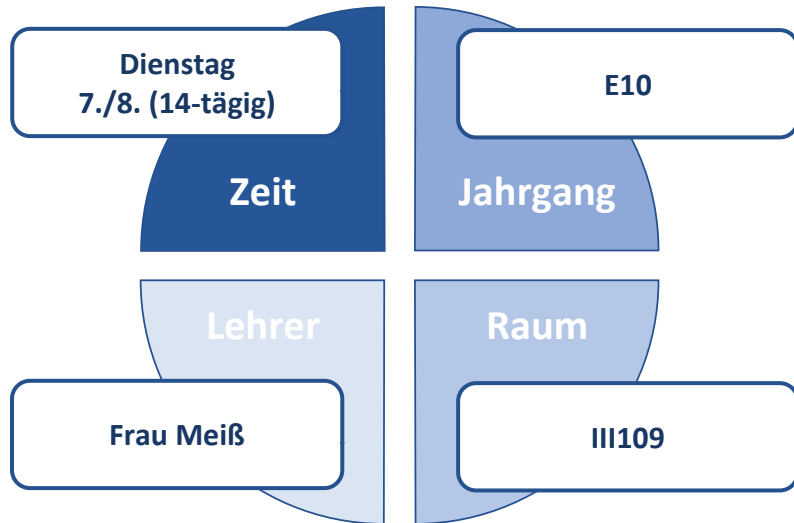 Dienstag
7./8. (14-tägig)
E10
Zeit
Jahrgang
Lehrer
Raum
Frau Meiß
III109